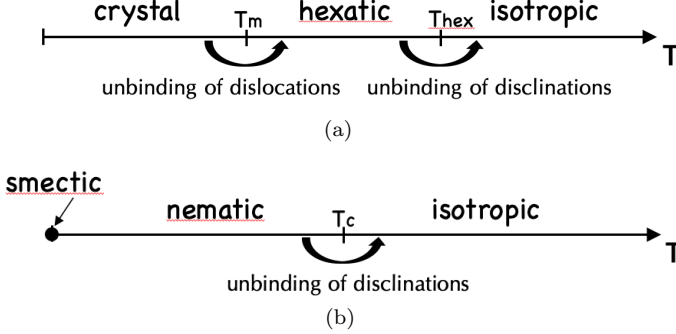 crystal Tm hexatic Thex isotropic
T
unbinding of dislocations unbinding of disclinations
(a)
smectic
nematic Tc isotropic
T
unbinding of disclinations
(b)